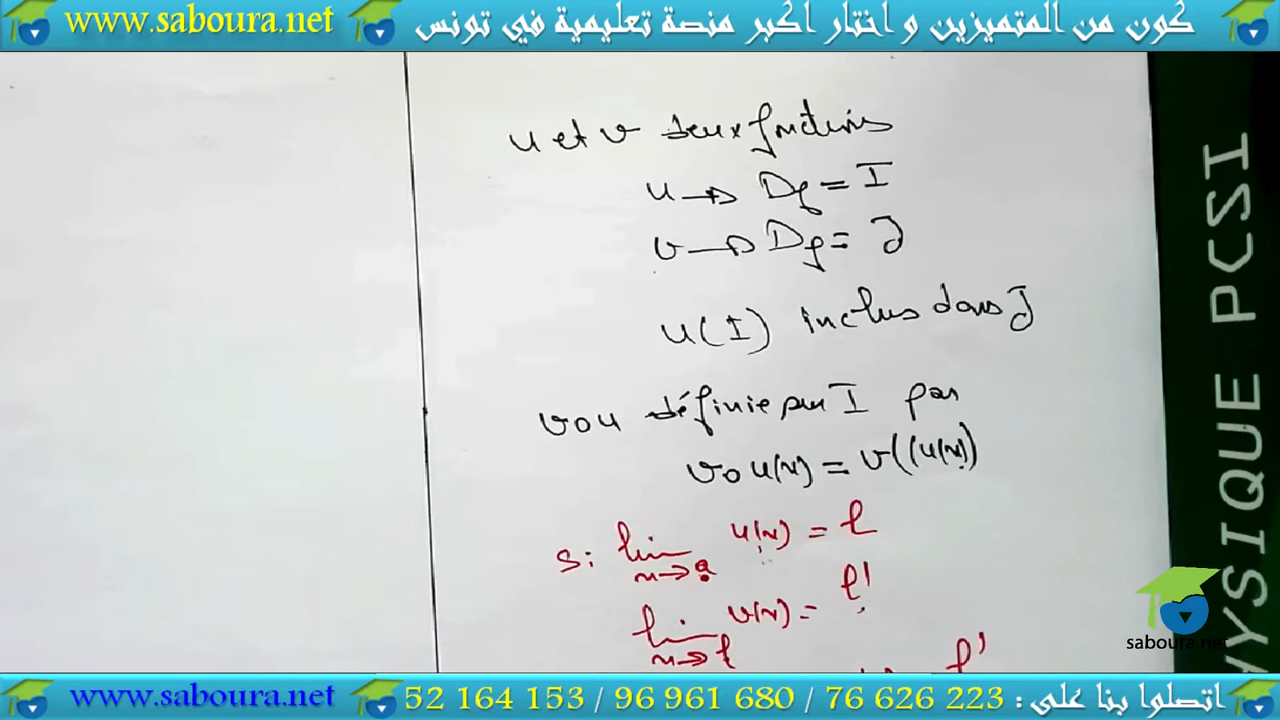 www.saboura.net كون من المتميزين و اختار اكبر منصة تعليمية في تونس
u et v deux fonctions
u → Df = I
v → Df = J
u(I) inclus dans J
vou définie sur I par
vou(x) = v((u(x))
Si lim u(x) = l
x→a
lim v(x) = l'
x→l
l'
PHYSIQUE PCSI
saboura.net
www.saboura.net 52 164 153 / 96 961 680 / 76 626 223 : اتصلوا بنا على